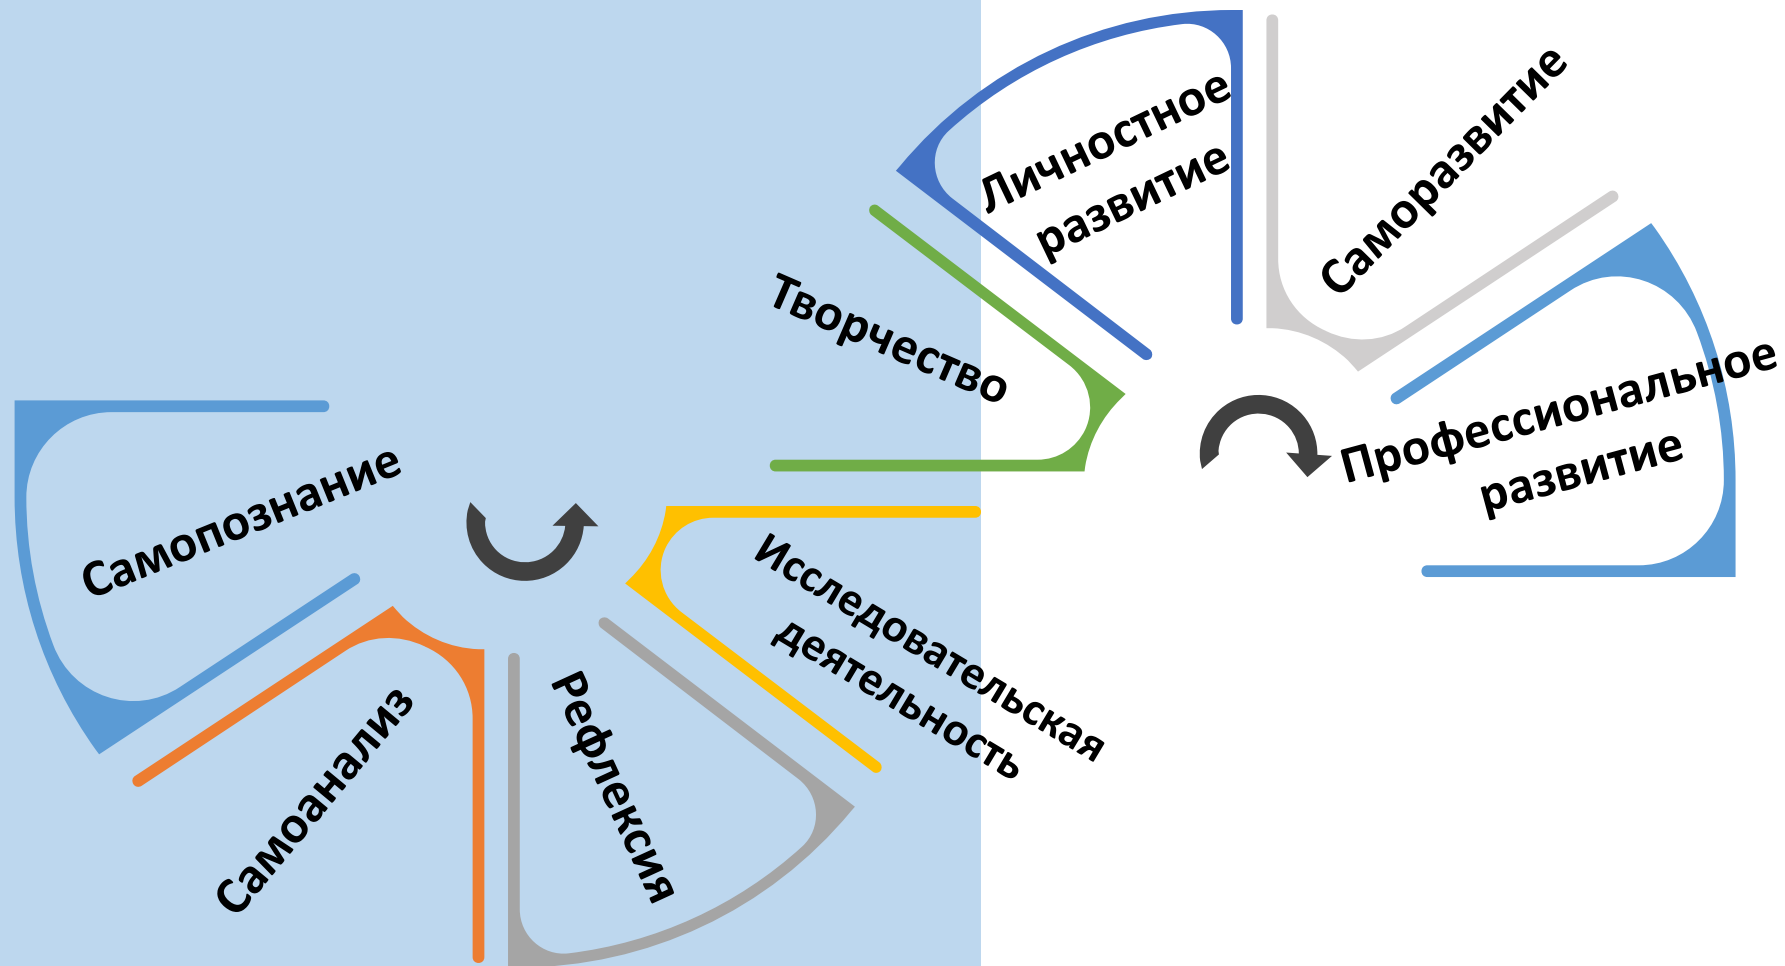 Личностное
развитие
Саморазвитие
Творчество
Профессиональное
развитие
Самопознание
Исследовательская
деятельность
Самоанализ
Рефлексия